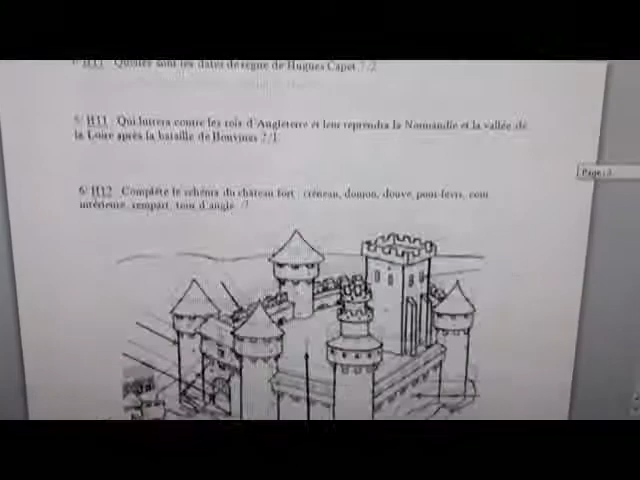 H11 Quelles sont les dates de règne de Hugues Capet ? /2
5/ H11 Qui luttera contre les rois d'Angleterre et leur reprendra la Normandie et la vallée de
la Loire après la bataille de Bouvines ? /1
6/ H12 Complète le schéma du château fort : créneau, donjon, douve, pont-levis, cour
intérieure, rempart, tour d'angle
Page : 3